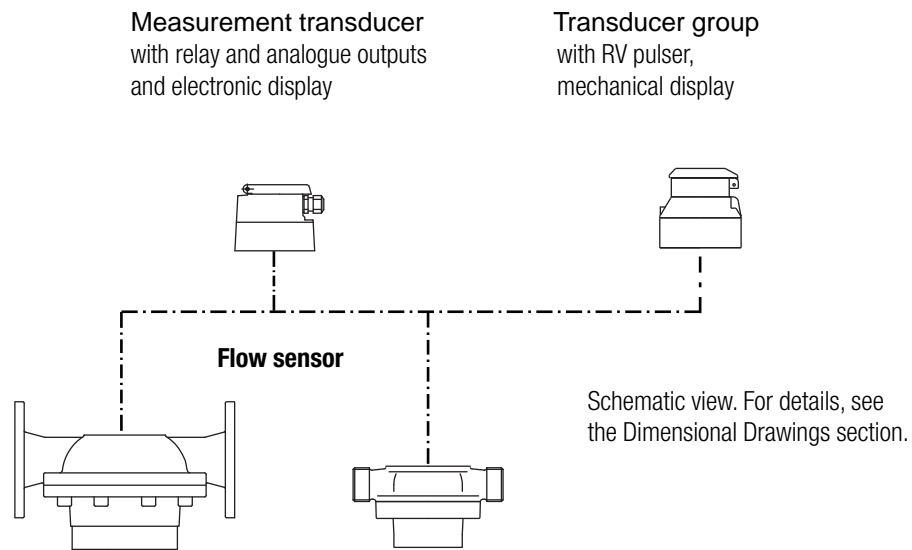 Measurement transducer
with relay and analogue outputs
and electronic display
Transducer group
with RV pulser,
mechanical display
Flow sensor
Schematic view. For details, see
the Dimensional Drawings section.